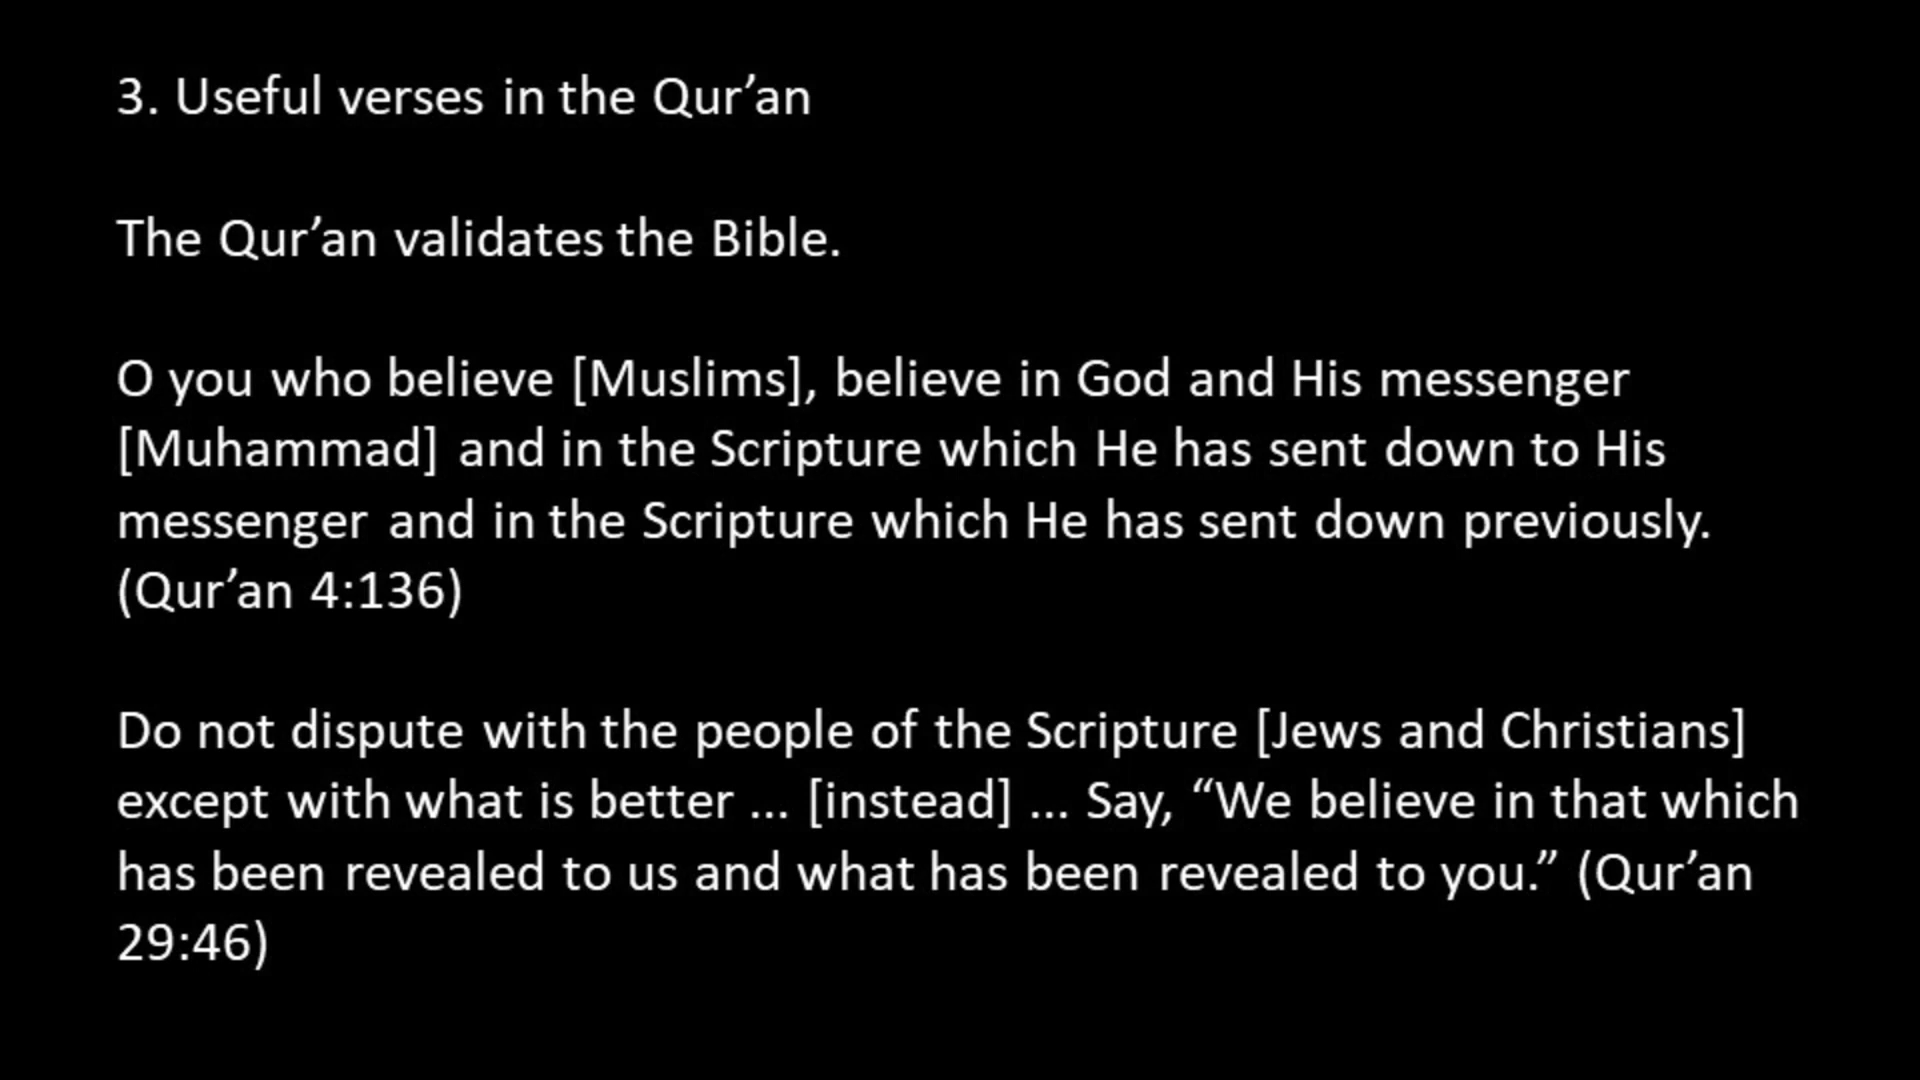 3. Useful verses in the Qur’an
The Qur’an validates the Bible.
O you who believe [Muslims], believe in God and His messenger
[Muhammad] and in the Scripture which He has sent down to His
messenger and in the Scripture which He has sent down previously.
(Qur’an 4:136)
Do not dispute with the people of the Scripture [Jews and Christians]
except with what is better ... [instead] ... Say, “We believe in that which
has been revealed to us and what has been revealed to you.” (Qur’an
29:46)